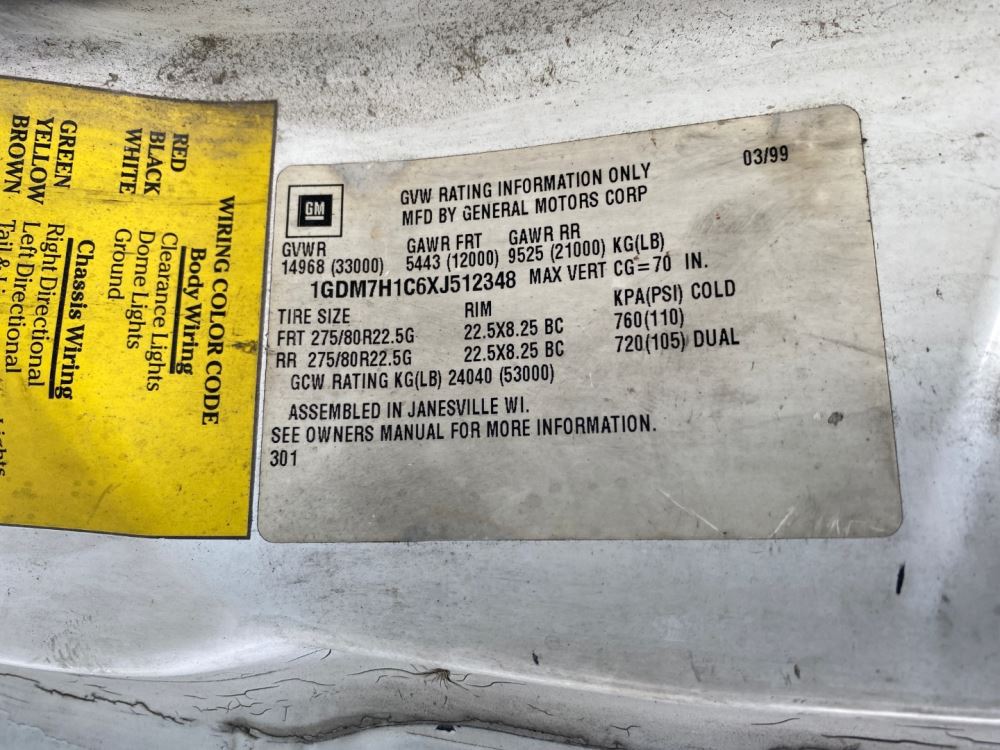 03/99
GM
GVW RATING INFORMATION ONLY
MFD BY GENERAL MOTORS CORP
GVWR GAWR FRT GAWR RR
14968 (33000) 5443 (12000) 9525 (21000) KG(LB)
1GDM7H1C6XJ512348 MAX VERT CG=70 IN.
TIRE SIZE RIM KPA(PSI) COLD
FRT 275/80R22.5G 22.5X8.25 BC 760(110)
RR 275/80R22.5G 22.5X8.25 BC 720(105) DUAL
GCW RATING KG(LB) 24040 (53000)
ASSEMBLED IN JANESVILLE WI.
SEE OWNERS MANUAL FOR MORE INFORMATION.
301
WIRING COLOR CODE
Body Wiring
RED Clearance Lights
BLACK Dome Lights
WHITE Ground
Chassis Wiring
GREEN Right Directional
YELLOW Left Directional
BROWN Tail & Lights